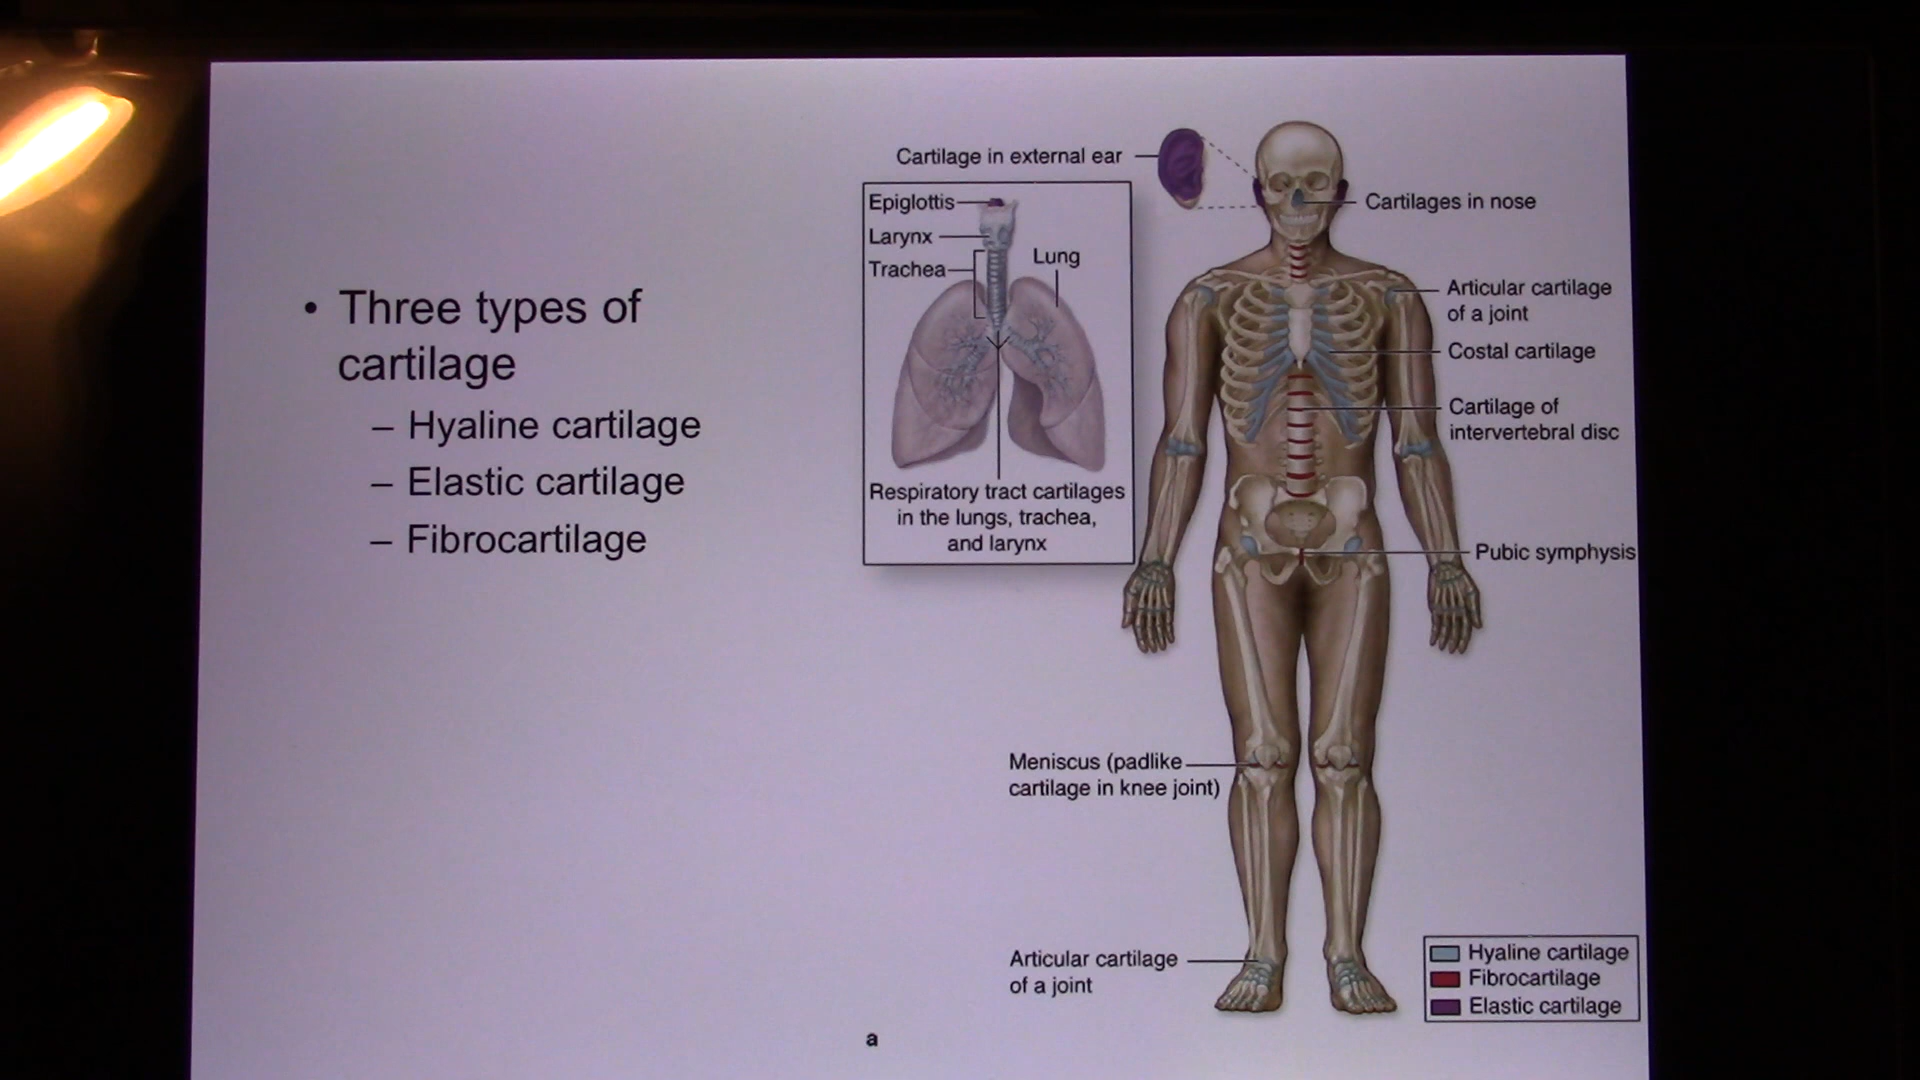 • Three types of
cartilage
– Hyaline cartilage
– Elastic cartilage
– Fibrocartilage
Cartilage in external ear
Epiglottis
Larynx
Trachea
Lung
Respiratory tract cartilages
in the lungs, trachea,
and larynx
Cartilages in nose
Articular cartilage
of a joint
Costal cartilage
Cartilage of
intervertebral disc
Pubic symphysis
Meniscus (padlike
cartilage in knee joint)
Articular cartilage
of a joint
Hyaline cartilage
Fibrocartilage
Elastic cartilage
a